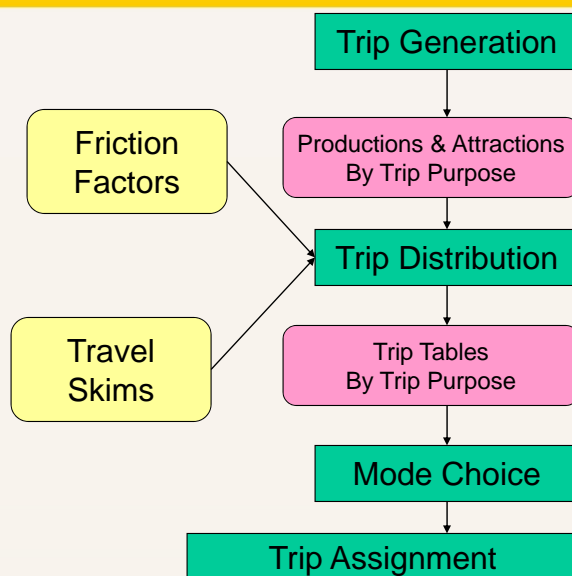 Trip Generation
Productions & Attractions
By Trip Purpose
Friction
Factors
Trip Distribution
Travel
Skims
Trip Tables
By Trip Purpose
Mode Choice
Trip Assignment